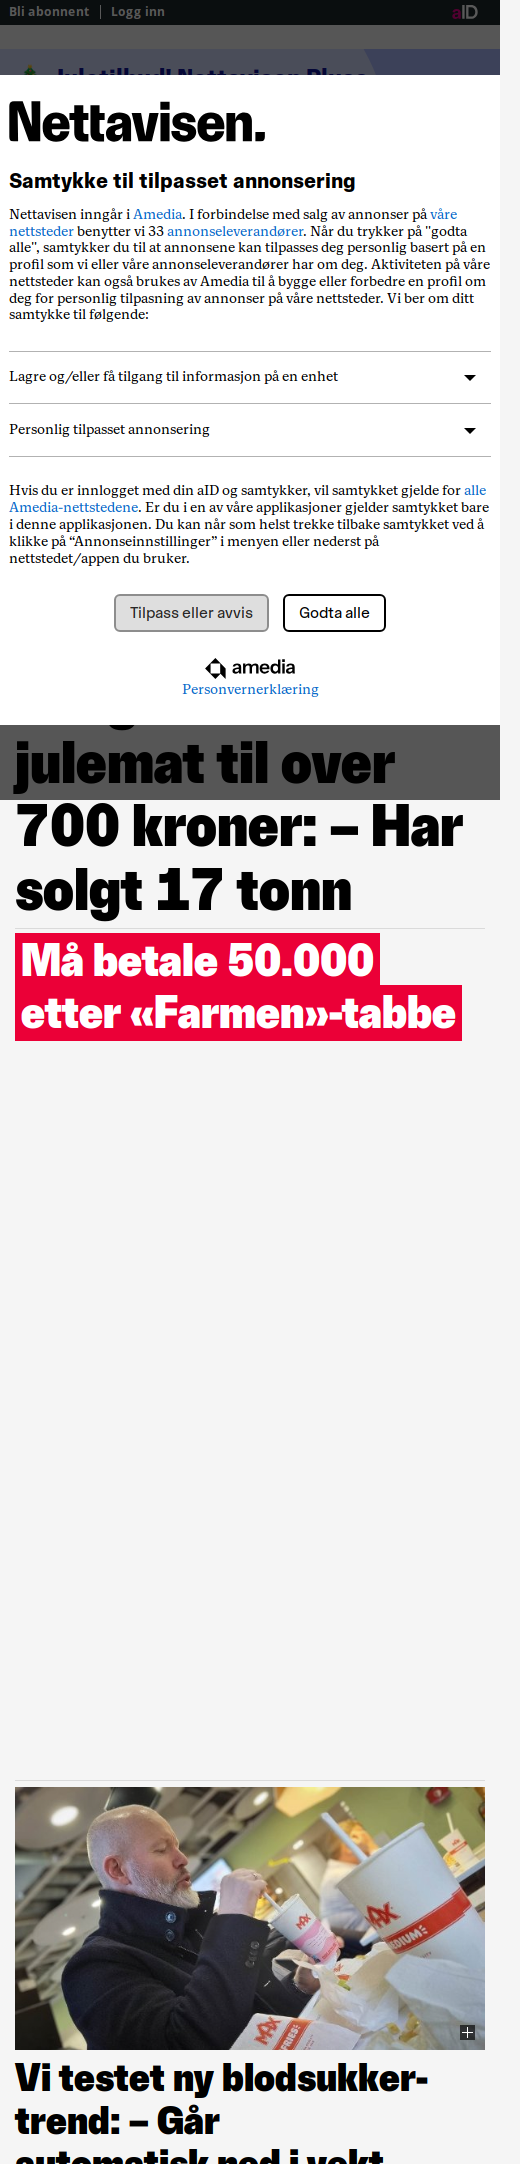 Bli abonnent
Logg inn
aID
Nettavisen.
Samtykke til tilpasset annonsering
Nettavisen inngår i Amedia. I forbindelse med salg av annonser på våre
nettsteder benytter vi 33 annonseleverandører. Når du trykker på "godta
alle", samtykker du til at annonsene kan tilpasses deg personlig basert på en
profil som vi eller våre annonseleverandører har om deg. Aktiviteten på våre
nettsteder kan også brukes av Amedia til å bygge eller forbedre en profil om
deg for personlig tilpasning av annonser på våre nettsteder. Vi ber om ditt
samtykke til følgende:
Lagre og/eller få tilgang til informasjon på en enhet
Personlig tilpasset annonsering
Hvis du er innlogget med din aID og samtykker, vil samtykket gjelde for alle
Amedia-nettstedene. Er du i en av våre applikasjoner gjelder samtykket bare
i denne applikasjonen. Du kan når som helst trekke tilbake samtykket ved å
klikke på “Annonseinnstillinger” i menyen eller nederst på
nettstedet/appen du bruker.
Tilpass eller avvis
Godta alle
amedia
Personvernerklæring
julemat til over
700 kroner: – Har
solgt 17 tonn
Må betale 50.000
etter «Farmen»-tabbe
MAX
MAX
MEDIUM
MAX
FRIES
Vi testet ny blodsukker-
trend: – Går
automatisk ned i vekt